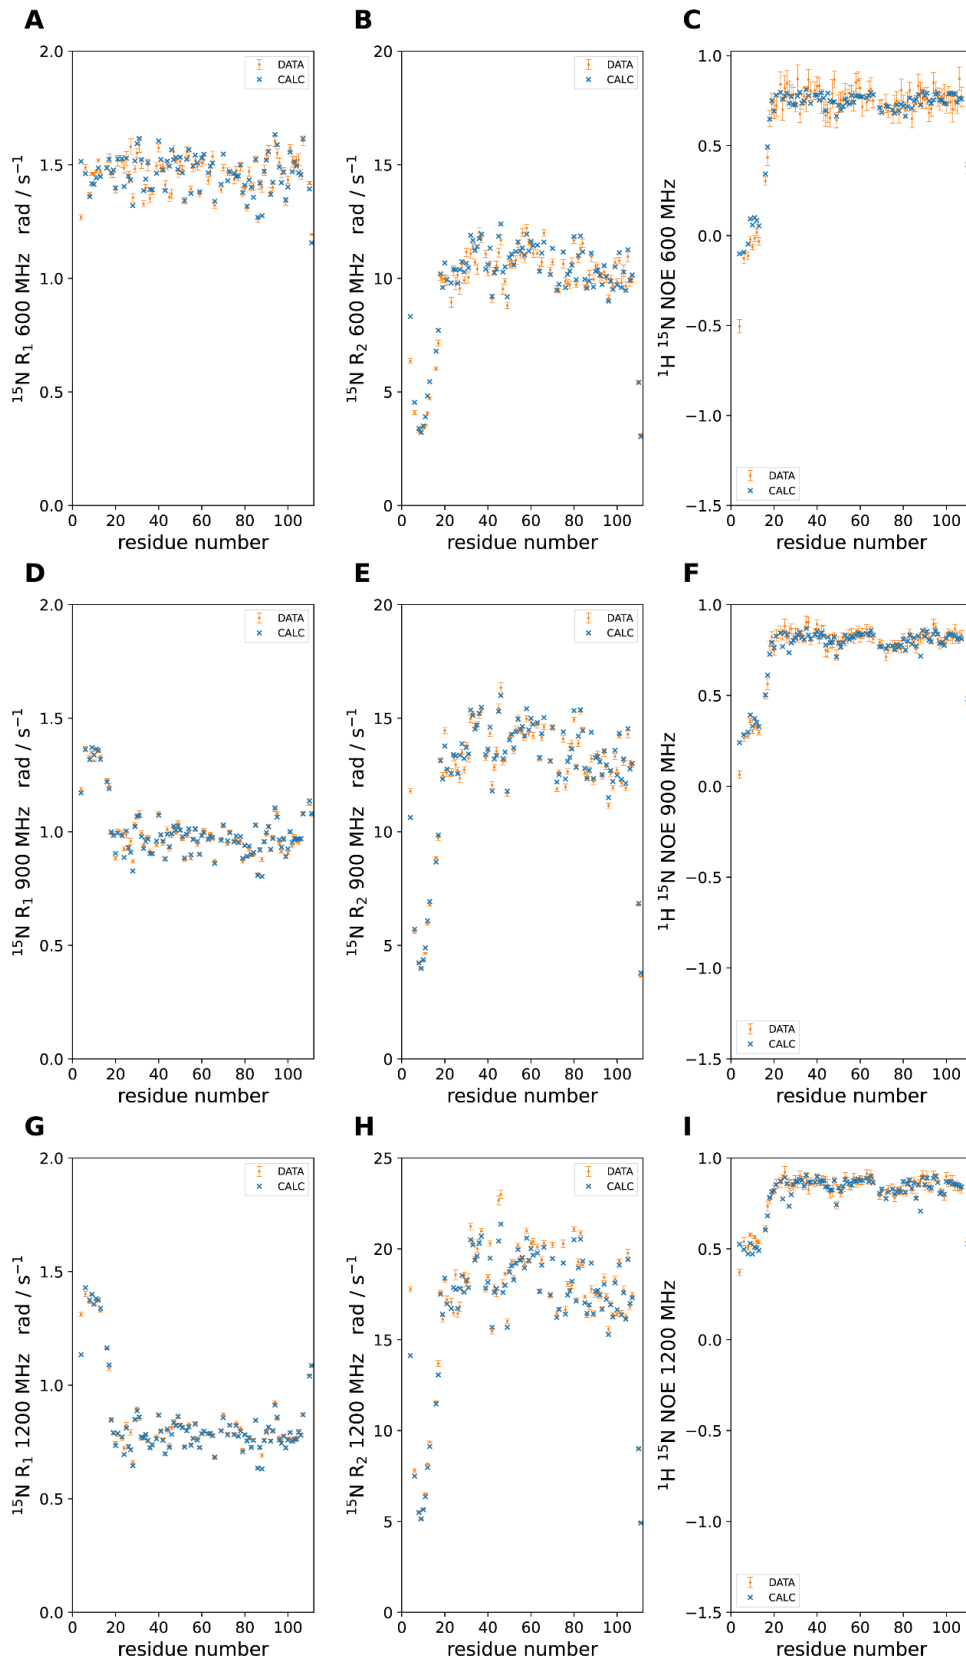 A
B
C
2.0
1.5
1.0
0.5
0.0
¹⁵N R₁ 600 MHz rad / s⁻¹
DATA
CALC
0 20 40 60 80 100
residue number
20
15
10
5
0
¹⁵N R₂ 600 MHz rad / s⁻¹
DATA
CALC
0 20 40 60 80 100
residue number
1.0
0.5
0.0
−0.5
−1.0
−1.5
¹H ¹⁵N NOE 600 MHz
DATA
CALC
0 20 40 60 80 100
residue number
D
E
F
2.0
1.5
1.0
0.5
0.0
¹⁵N R₁ 900 MHz rad / s⁻¹
DATA
CALC
0 20 40 60 80 100
residue number
20
15
10
5
0
¹⁵N R₂ 900 MHz rad / s⁻¹
DATA
CALC
0 20 40 60 80 100
residue number
1.0
0.5
0.0
−0.5
−1.0
−1.5
¹H ¹⁵N NOE 900 MHz
DATA
CALC
0 20 40 60 80 100
residue number
G
H
I
2.0
1.5
1.0
0.5
0.0
¹⁵N R₁ 1200 MHz rad / s⁻¹
DATA
CALC
0 20 40 60 80 100
residue number
25
20
15
10
5
0
¹⁵N R₂ 1200 MHz rad / s⁻¹
DATA
CALC
0 20 40 60 80 100
residue number
1.0
0.5
0.0
−0.5
−1.0
−1.5
¹H ¹⁵N NOE 1200 MHz
DATA
CALC
0 20 40 60 80 100
residue number